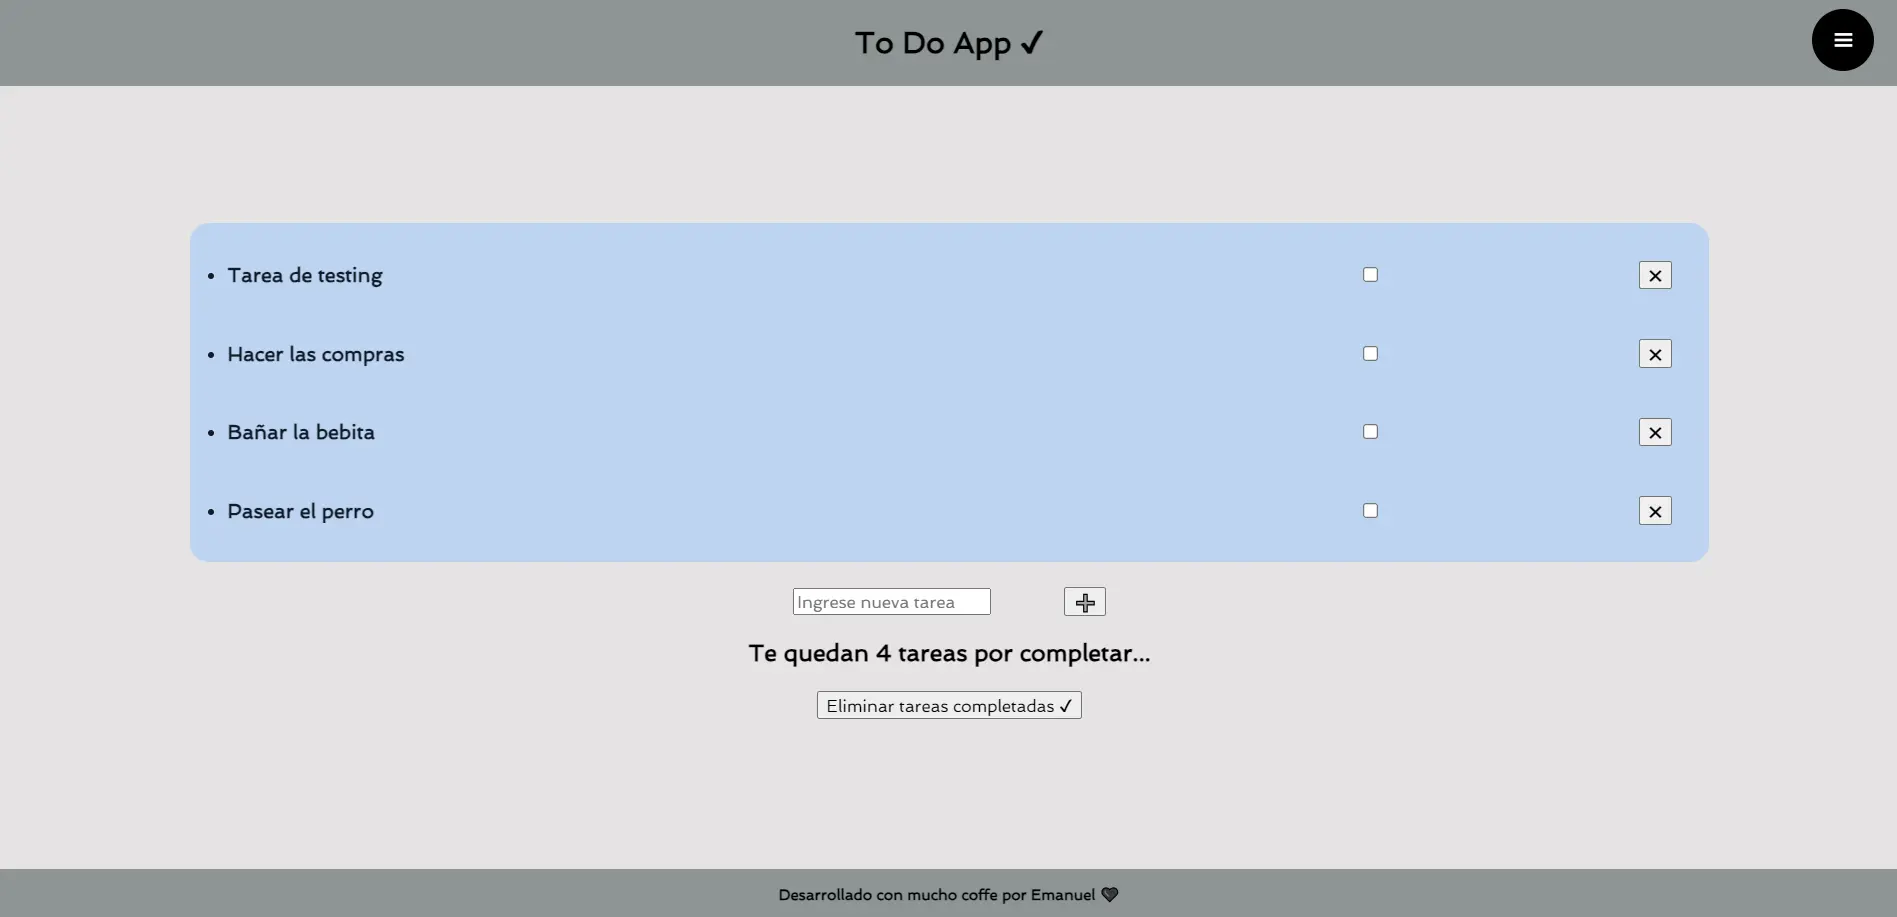 To Do App ✓
Tarea de testing
Hacer las compras
Bañar la bebita
Pasear el perro
Ingrese nueva tarea
Te quedan 4 tareas por completar...
Eliminar tareas completadas ✓
Desarrollado con mucho coffe por Emanuel